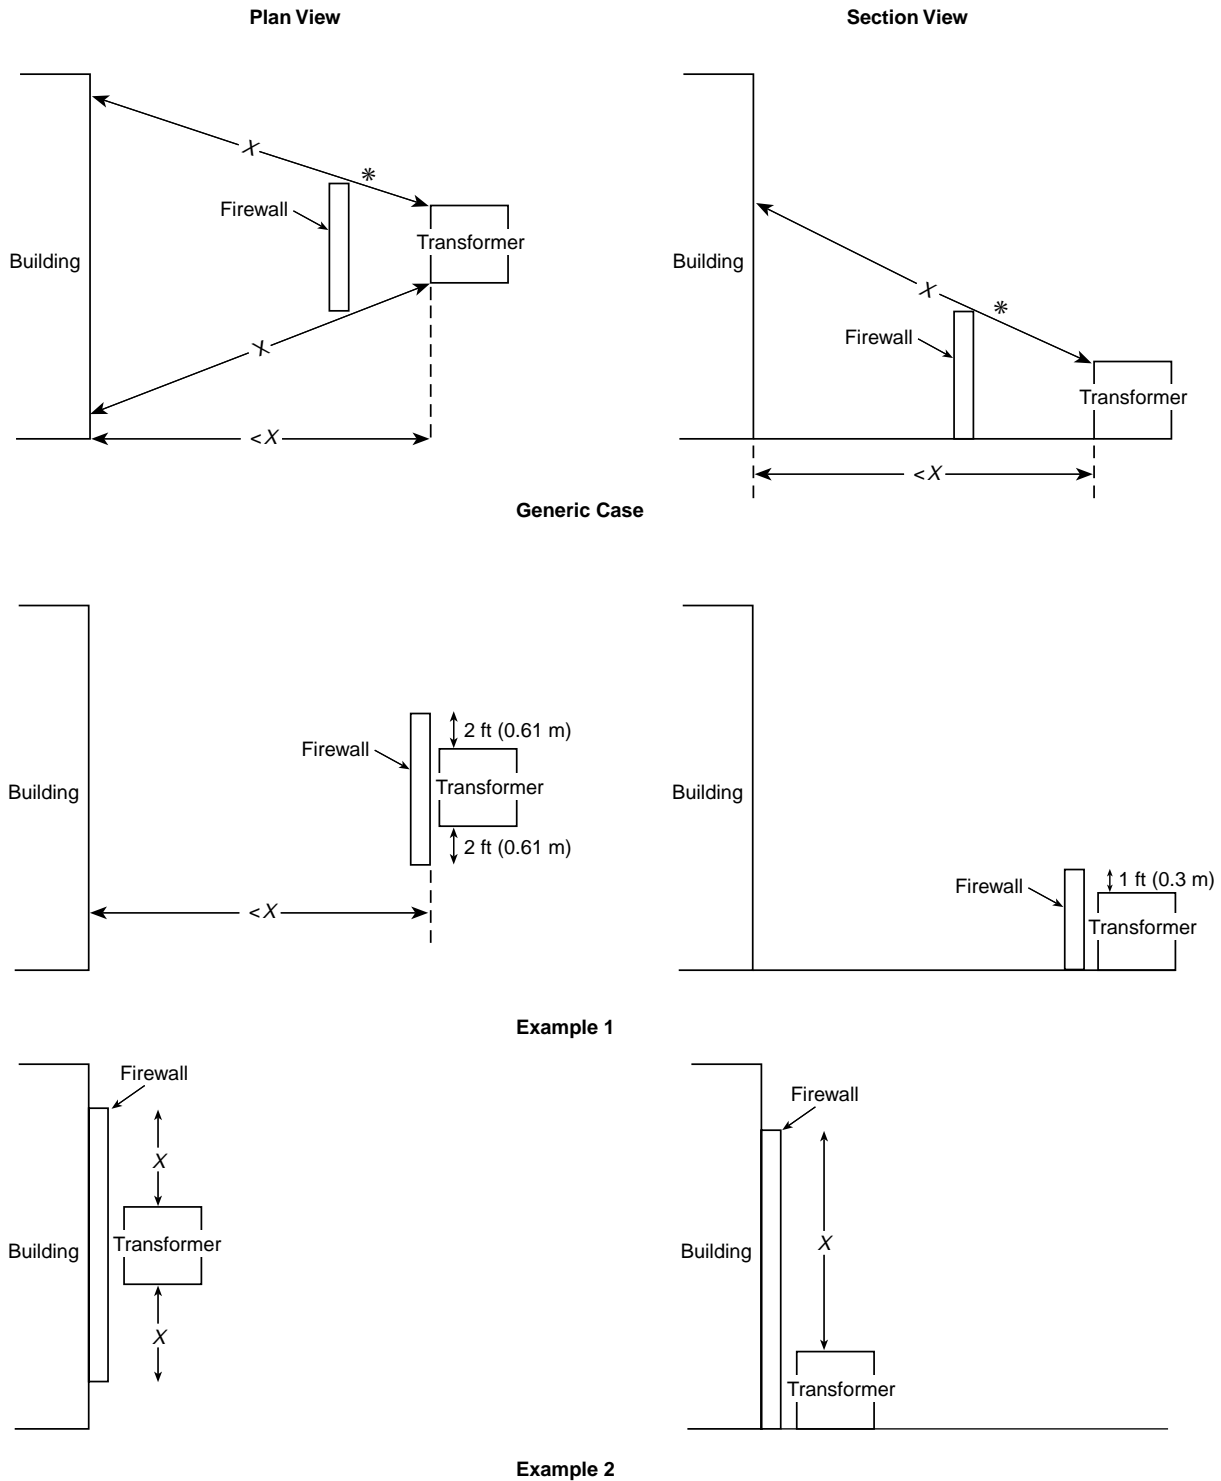 Plan View
Section View
X
*
Firewall
Transformer
Building
X
<X
X
*
Firewall
Building
Transformer
<X
Generic Case
2 ft (0.61 m)
Firewall
Transformer
Building
2 ft (0.61 m)
<X
Building
1 ft (0.3 m)
Firewall
Transformer
Example 1
Firewall
X
Transformer
Building
X
Firewall
X
Building
Transformer
Example 2